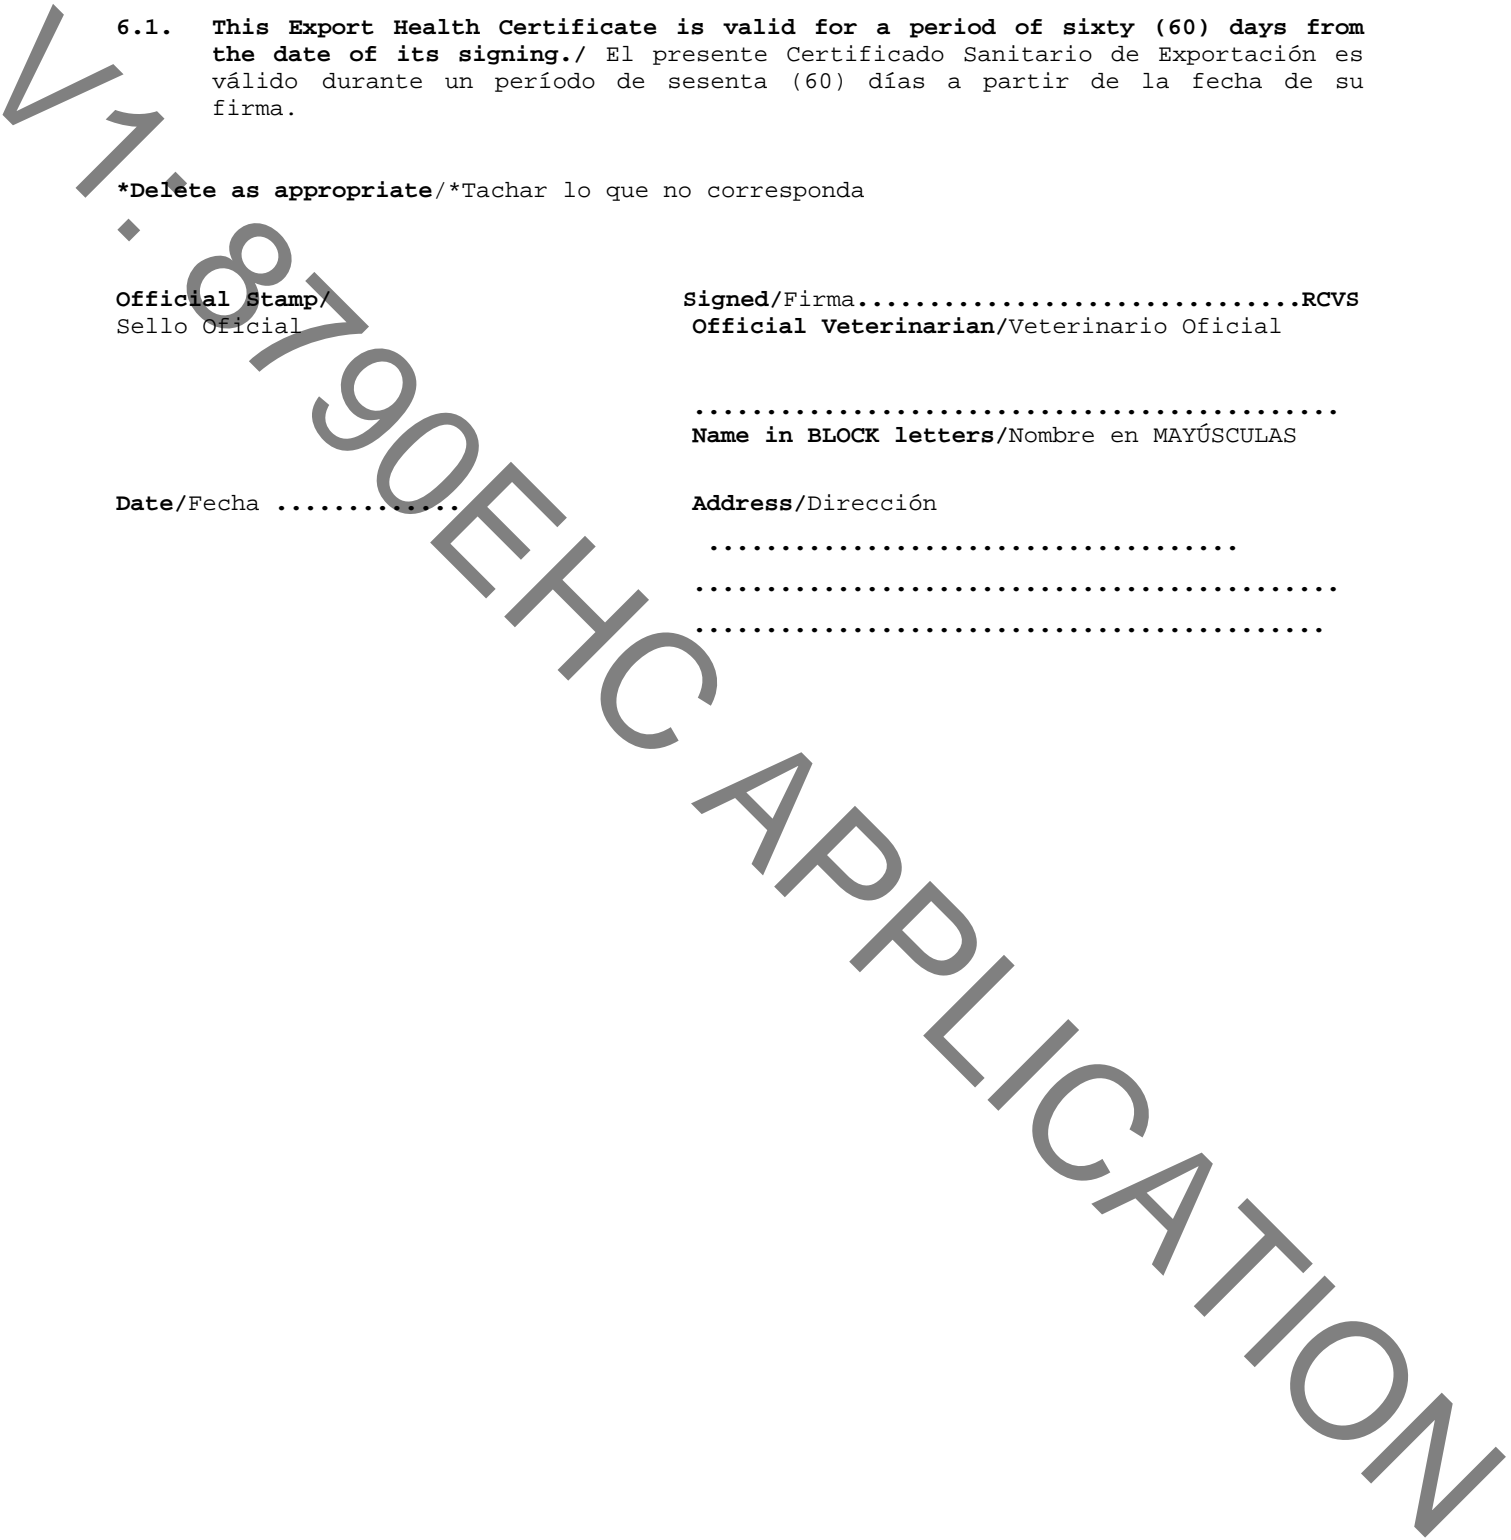 6.1. This Export Health Certificate is valid for a period of sixty (60) days from
the date of its signing./ El presente Certificado Sanitario de Exportación es
válido durante un período de sesenta (60) días a partir de la fecha de su
firma.
*Delete as appropriate/*Tachar lo que no corresponda
Official Stamp/
Sello Oficial
Signed/Firma...............................RCVS
Official Veterinarian/Veterinario Oficial
.............................................
Name in BLOCK letters/Nombre en MAYÚSCULAS
Date/Fecha .............
Address/Dirección
.....................................
.............................................
............................................
V1: 8790EHC APPLICATION